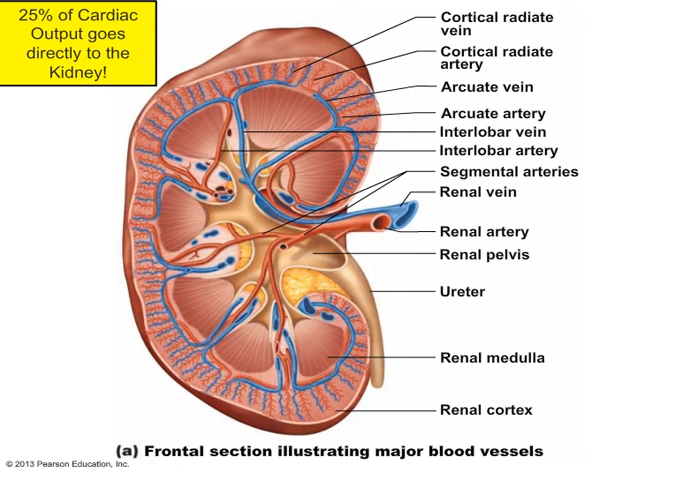 25% of Cardiac
Output goes
directly to the
Kidney!
Cortical radiate
vein
Cortical radiate
artery
Arcuate vein
Arcuate artery
Interlobar vein
Interlobar artery
Segmental arteries
Renal vein
Renal artery
Renal pelvis
Ureter
Renal medulla
Renal cortex
(a) Frontal section illustrating major blood vessels
© 2013 Pearson Education, Inc.